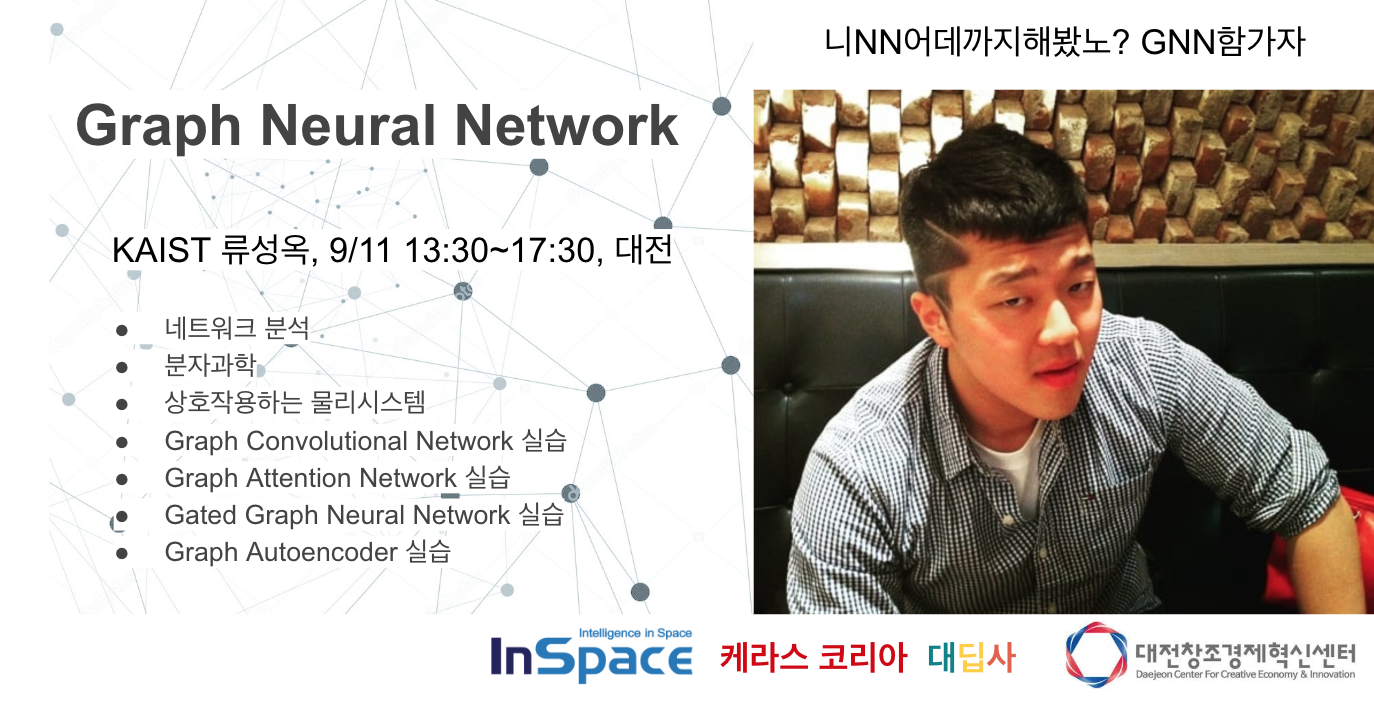 니NN어데까지해봤노? GNN함가자
Graph Neural Network
KAIST 류성옥, 9/11 13:30~17:30, 대전
● 네트워크 분석
● 분자과학
● 상호작용하는 물리시스템
● Graph Convolutional Network 실습
● Graph Attention Network 실습
● Gated Graph Neural Network 실습
● Graph Autoencoder 실습
Intelligence in Space
InSpace
케라스 코리아 대딥사
대전창조경제혁신센터
Daejeon Center For Creative Economy & Innovation